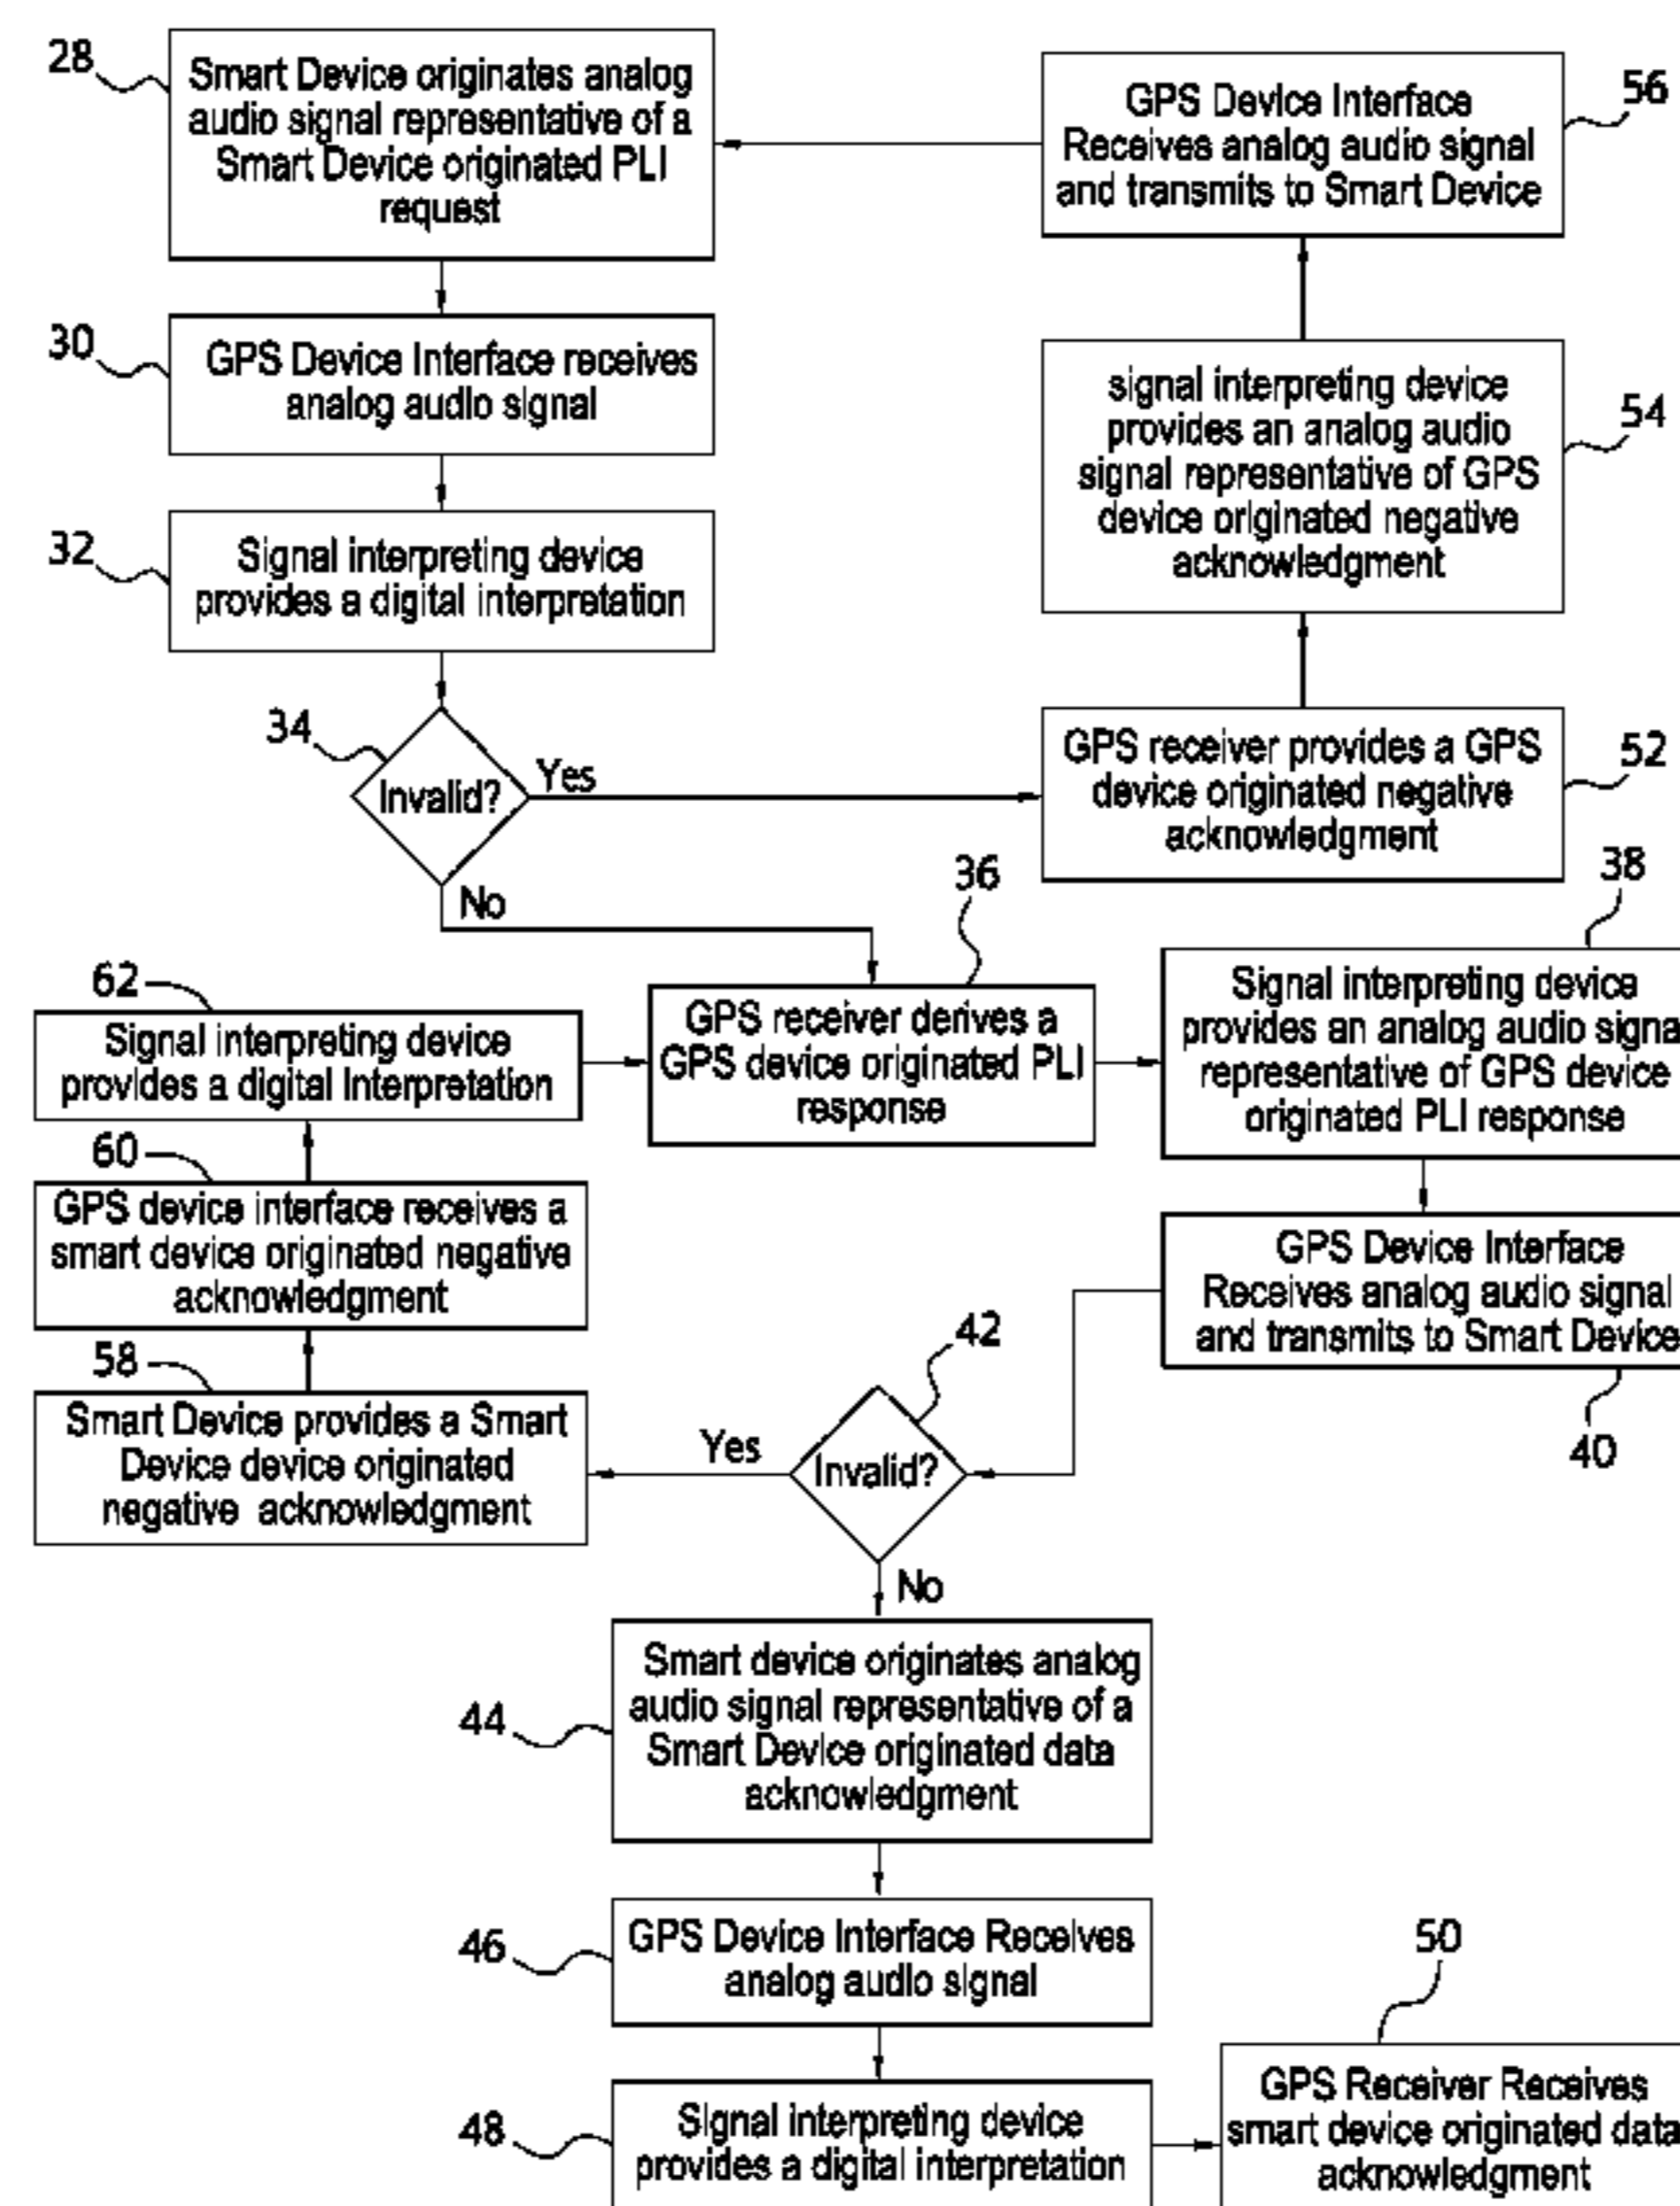 28
Smart Device originates analog
audio signal representative of a
Smart Device originated PLI
request
56
GPS Device Interface
Receives analog audio signal
and transmits to Smart Device
30
GPS Device Interface receives
analog audio signal
54
signal interpreting device
provides an analog audio
signal representative of GPS
device originated negative
acknowledgment
32
Signal interpreting device
provides a digital interpretation
34
Invalid?
Yes
No
52
GPS receiver provides a GPS
device originated negative
acknowledgment
36
GPS receiver derives a
GPS device originated PLI
response
38
Signal interpreting device
provides an analog audio signa
representative of GPS device
originated PLI response
62
Signal interpreting device
provides a digital Interpretation
60
GPS device interface receives a
smart device originated negative
acknowledgment
GPS Device Interface
Receives analog audio signal
and transmits to Smart Device
40
42
Invalid?
Yes
No
58
Smart Device provides a Smart
Device device originated
negative acknowledgment
44
Smart device originates analog
audio signal representative of a
Smart Device originated data
acknowledgment
46
GPS Device Interface Receives
analog audio signal
48
Signal interpreting device
provides a digital interpretation
50
GPS Receiver Receives
smart device originated data
acknowledgment